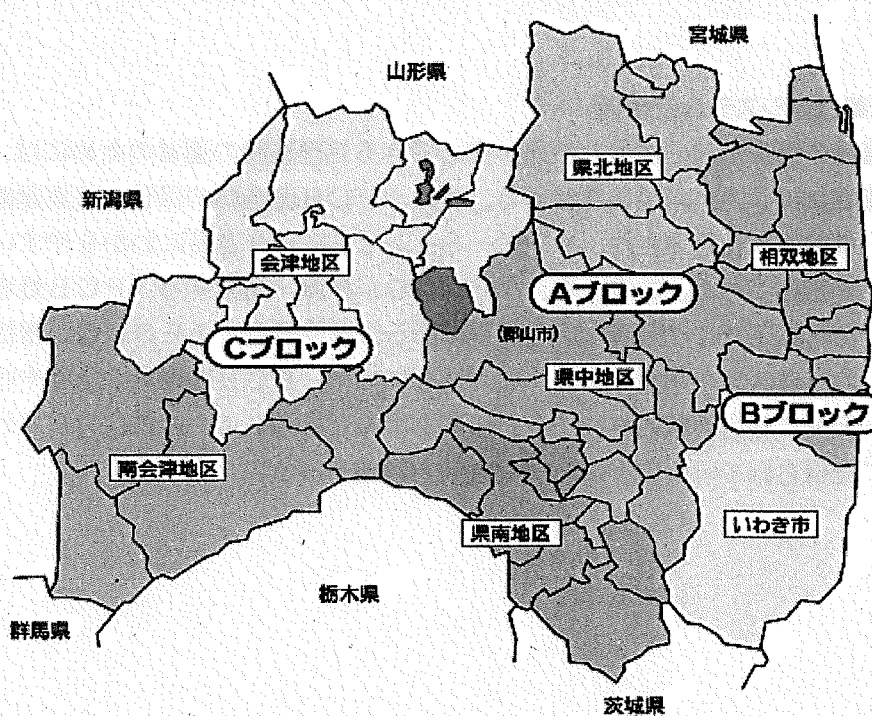 宮城県
山形県
県北地区
新潟県
相双地区
会津地区
Aブロック
(郡山市)
Cブロック
県中地区
Bブロック
南会津地区
いわき市
県南地区
栃木県
群馬県
茨城県